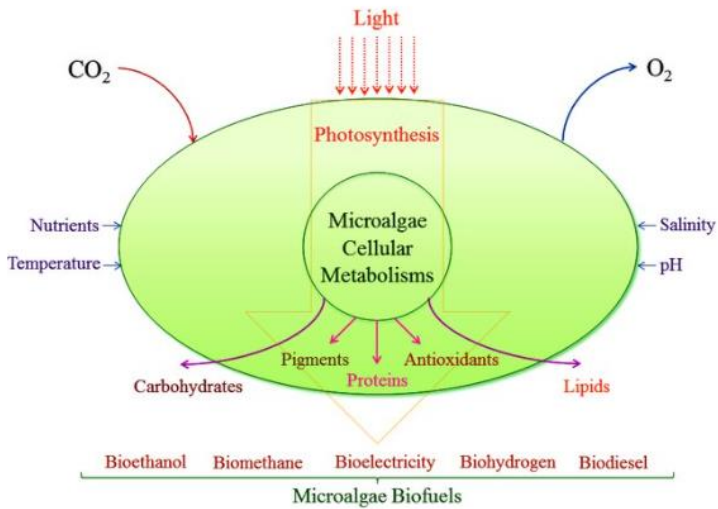 Light
CO2
O2
Photosynthesis
Microalgae
Cellular
Metabolisms
Nutrients
Temperature
Salinity
pH
Pigments
Antioxidants
Proteins
Carbohydrates
Lipids
Bioethanol Biomethane Bioelectricity Biohydrogen Biodiesel
Microalgae Biofuels